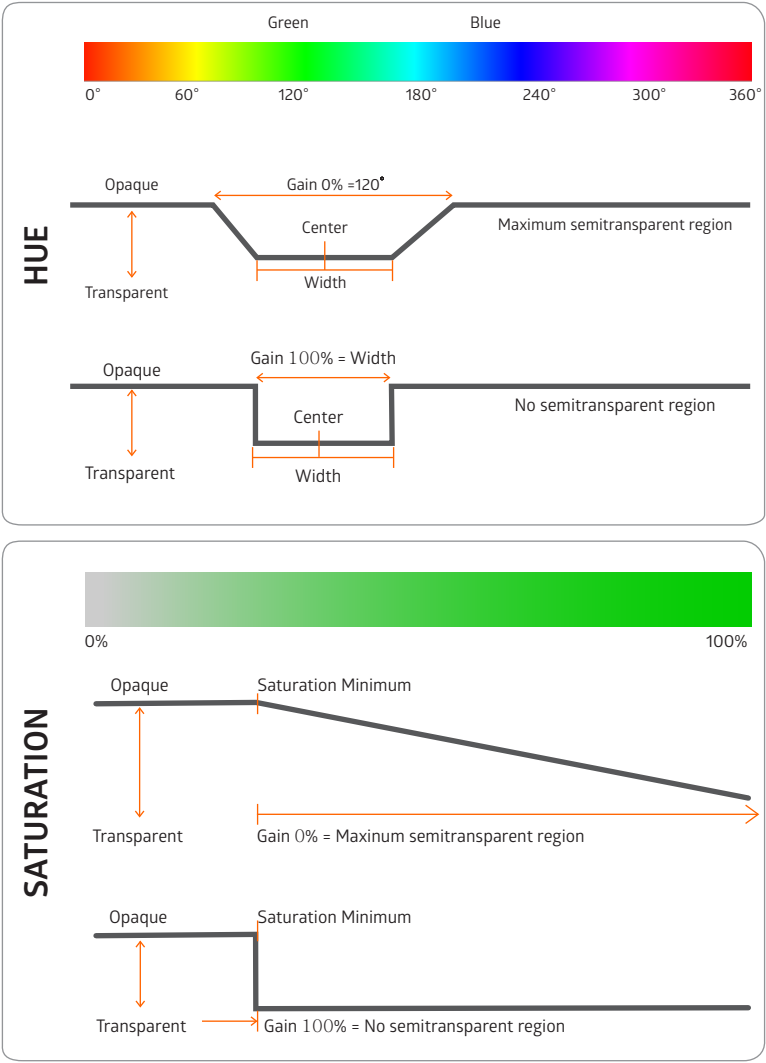 Green Blue
0° 60° 120° 180° 240° 300° 360°
HUE
Opaque Gain 0% =120°
Center Maximum semitransparent region
Transparent Width
Gain 100% = Width
Opaque
Center No semitransparent region
Transparent Width
0% 100%
SATURATION
Opaque Saturation Minimum
Transparent Gain 0% = Maxinum semitransparent region
Opaque Saturation Minimum
Transparent Gain 100% = No semitransparent region